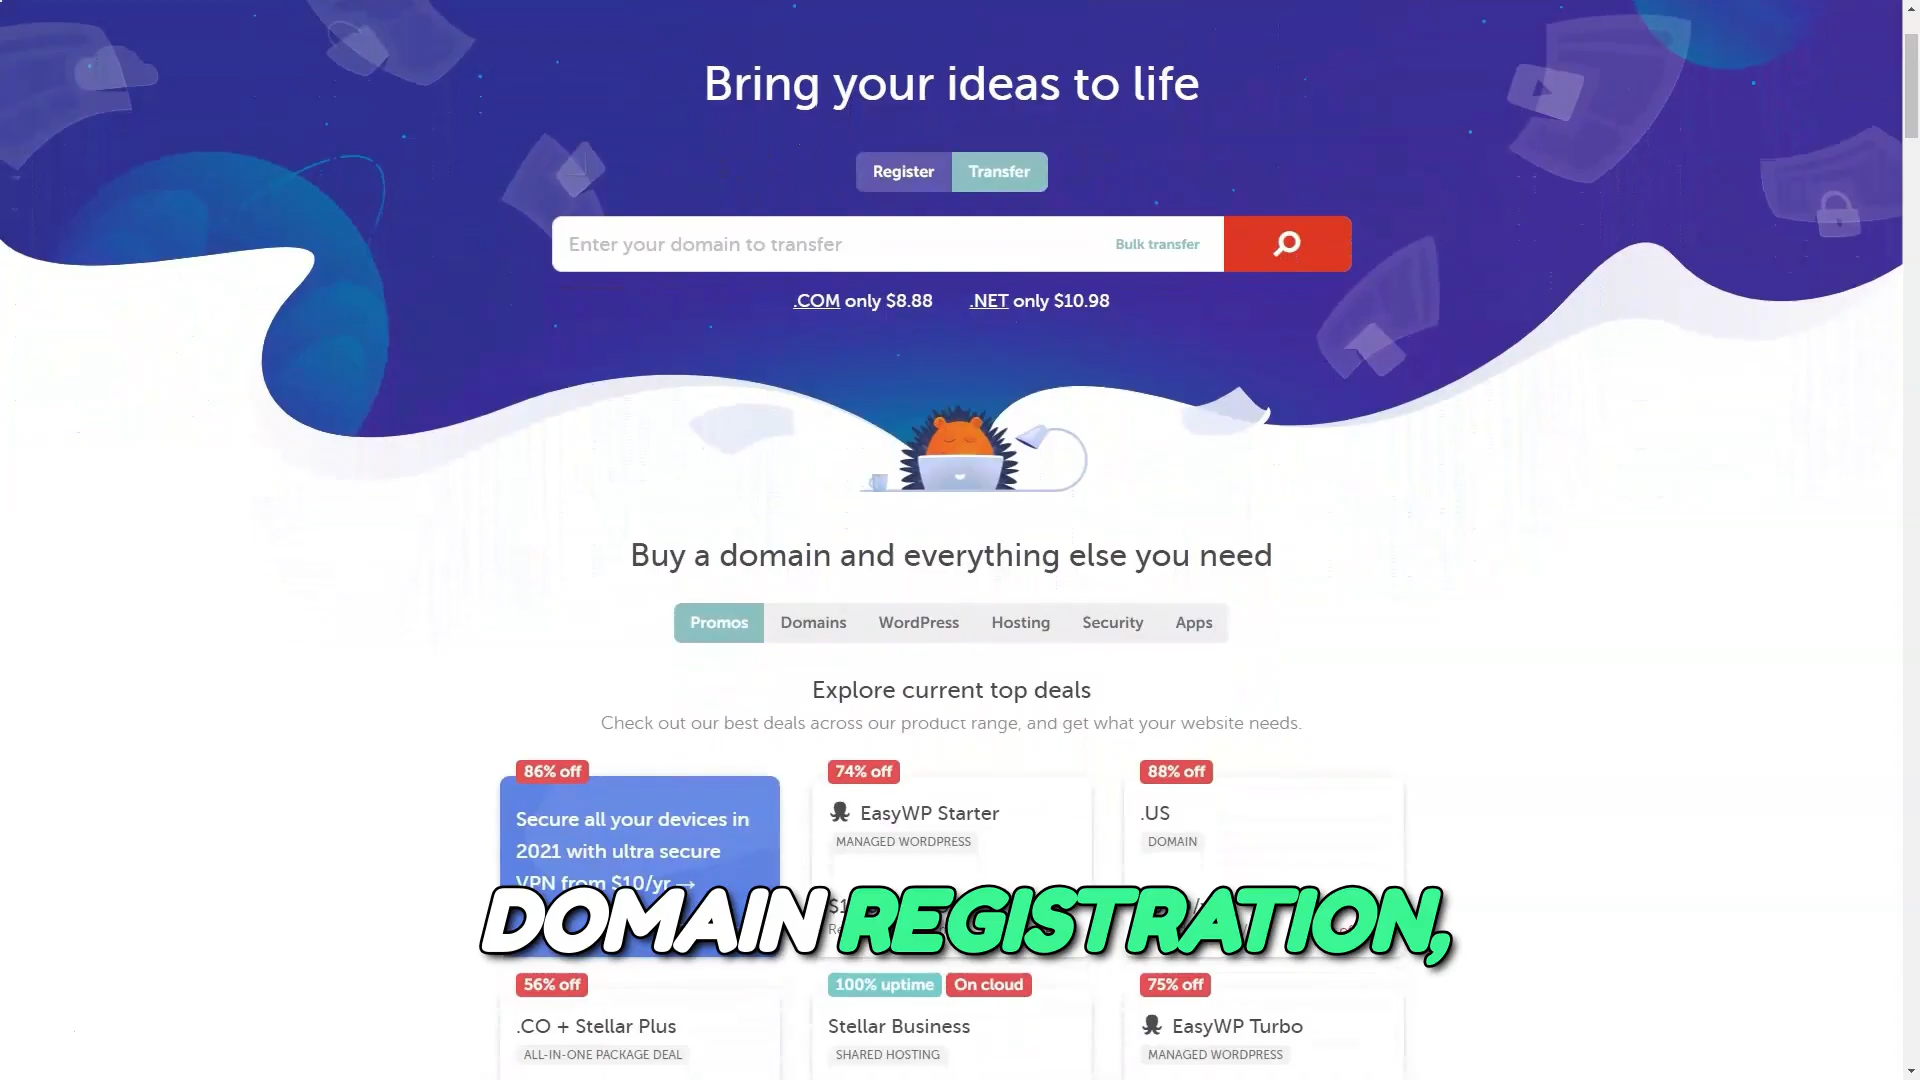 Bring your ideas to life
Register Transfer
Enter your domain to transfer Bulk transfer
.COM only $8.88 .NET only $10.98
Buy a domain and everything else you need
Promos Domains WordPress Hosting Security Apps
Explore current top deals
Check out our best deals across our product range, and get what your website needs.
86% off
Secure all your devices in
2021 with ultra secure
VPN from $10/yr →
74% off
EasyWP Starter
MANAGED WORDPRESS
88% off
.US
DOMAIN
DOMAIN REGISTRATION,
56% off
.CO + Stellar Plus
ALL-IN-ONE PACKAGE DEAL
100% uptime On cloud
Stellar Business
SHARED HOSTING
75% off
EasyWP Turbo
MANAGED WORDPRESS